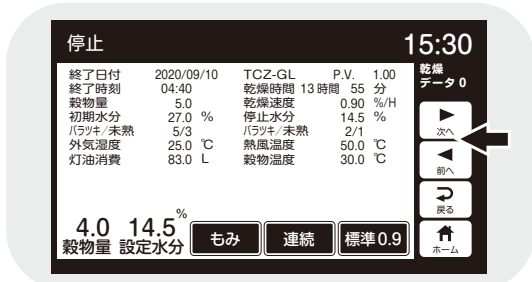 停止 15:30
終了日付 2020/09/10 TCZ-GL P.V. 1.00
終了時刻 04:40 乾燥時間 13時間 55 分
穀物量 5.0 乾燥速度 0.90 %/H
初期水分 27.0 % 停止水分 14.5 %
バラツキ/未熟 5/3 バラツキ/未熟 2/1
外気湿度 25.0 ℃ 熱風温度 50.0 ℃
灯油消費 83.0 L 穀物温度 30.0 ℃
4.0 14.5%
穀物量 設定水分 もみ 連続 標準0.9
乾燥
データ 0
次へ
前へ
戻る
ホーム